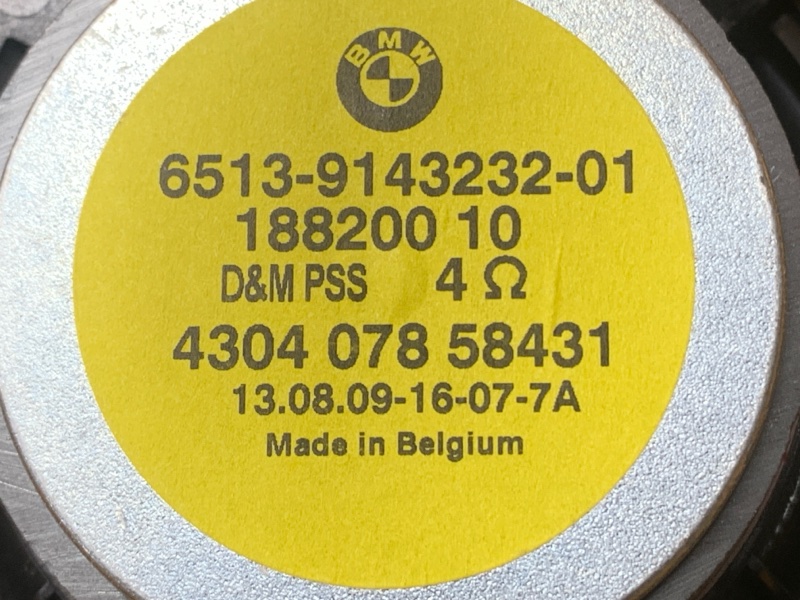 BMW
6513-9143232-01
188200 10
D&M PSS 4 Ω
4304 078 58431
13.08.09-16-07-7A
Made in Belgium